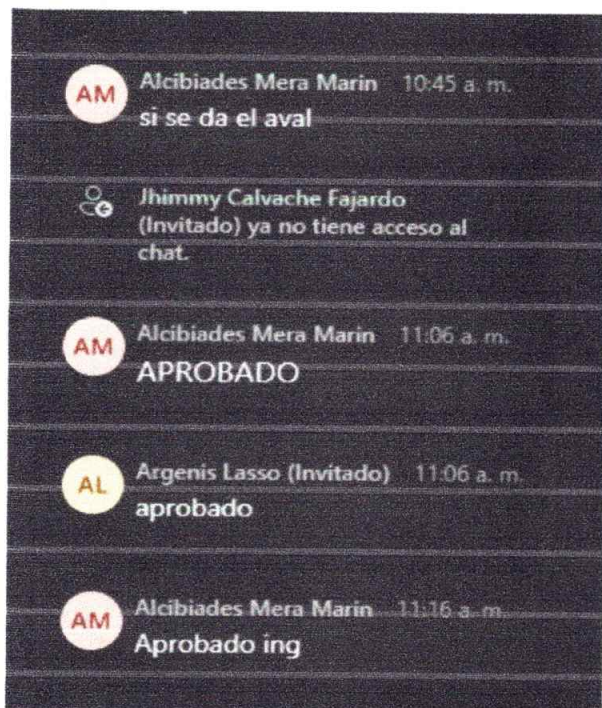 AM
Alcibiades Mera Marin 10:45 a. m.
si se da el aval
Jhimmy Calvache Fajardo
(Invitado) ya no tiene acceso al
chat.
AM
Alcibiades Mera Marin 11:06 a. m.
APROBADO
AL
Argenis Lasso (Invitado) 11:06 a. m.
aprobado
AM
Alcibiades Mera Marin 11:16 a. m.
Aprobado ing